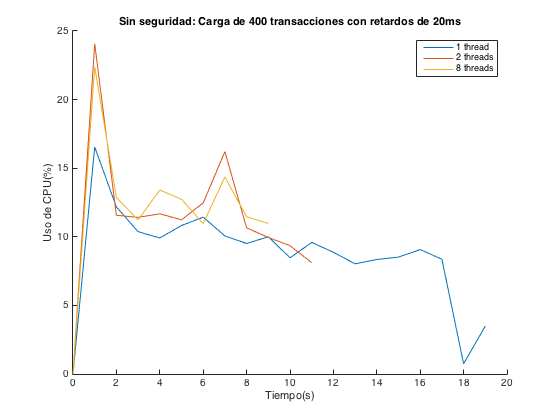 Sin seguridad: Carga de 400 transacciones con retardos de 20ms
1 thread
2 threads
8 threads
Uso de CPU(%)
25
20
15
10
5
0
0 2 4 6 8 10 12 14 16 18 20
Tiempo(s)